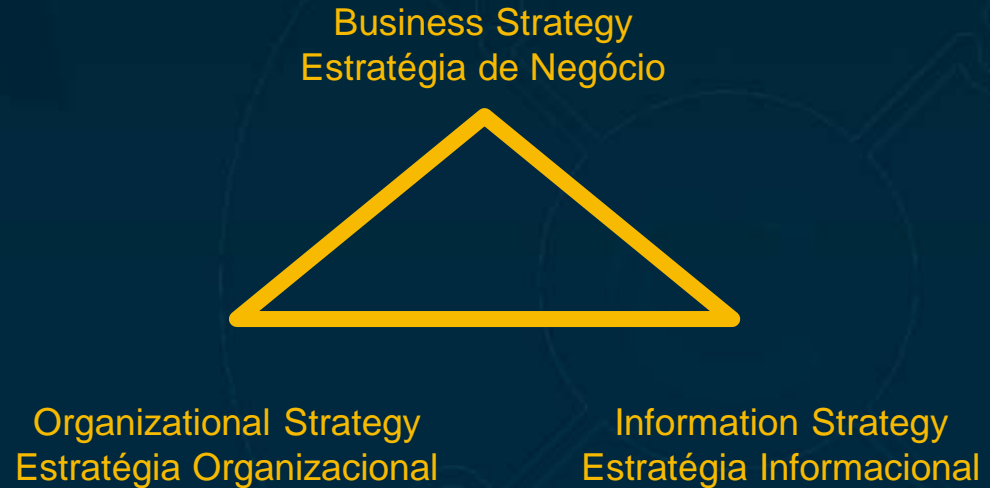 Business Strategy
Estratégia de Negócio
Organizational Strategy
Estratégia Organizacional
Information Strategy
Estratégia Informacional